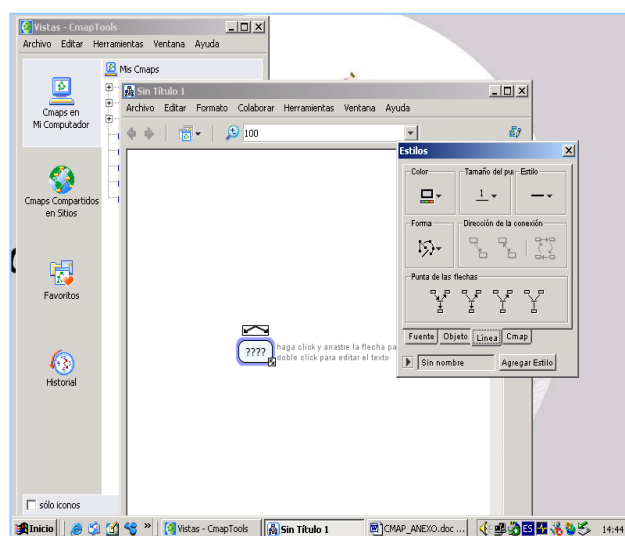 Vistas - CmapTools
Archivo Editar Herramientas Ventana Ayuda
Mis Cmaps
Cmaps en
Mi Computador
Cmaps Compartidos
en Sitios
Favoritos
Historial
sólo iconos
Sin Título 1
Archivo Editar Formato Colaborar Herramientas Ventana Ayuda
100
????
haga click y arrastre la flecha pa
doble click para editar el texto
Estilos
Color Tamaño del pu Estilo
1
Forma Dirección de la conexión
Punta de las flechas
Fuente Objeto Línea Cmap
Sin nombre Agregar Estilo
Inicio » Vistas - CmapTools Sin Título 1 CMAP_ANEXO.doc ... ES 14:44